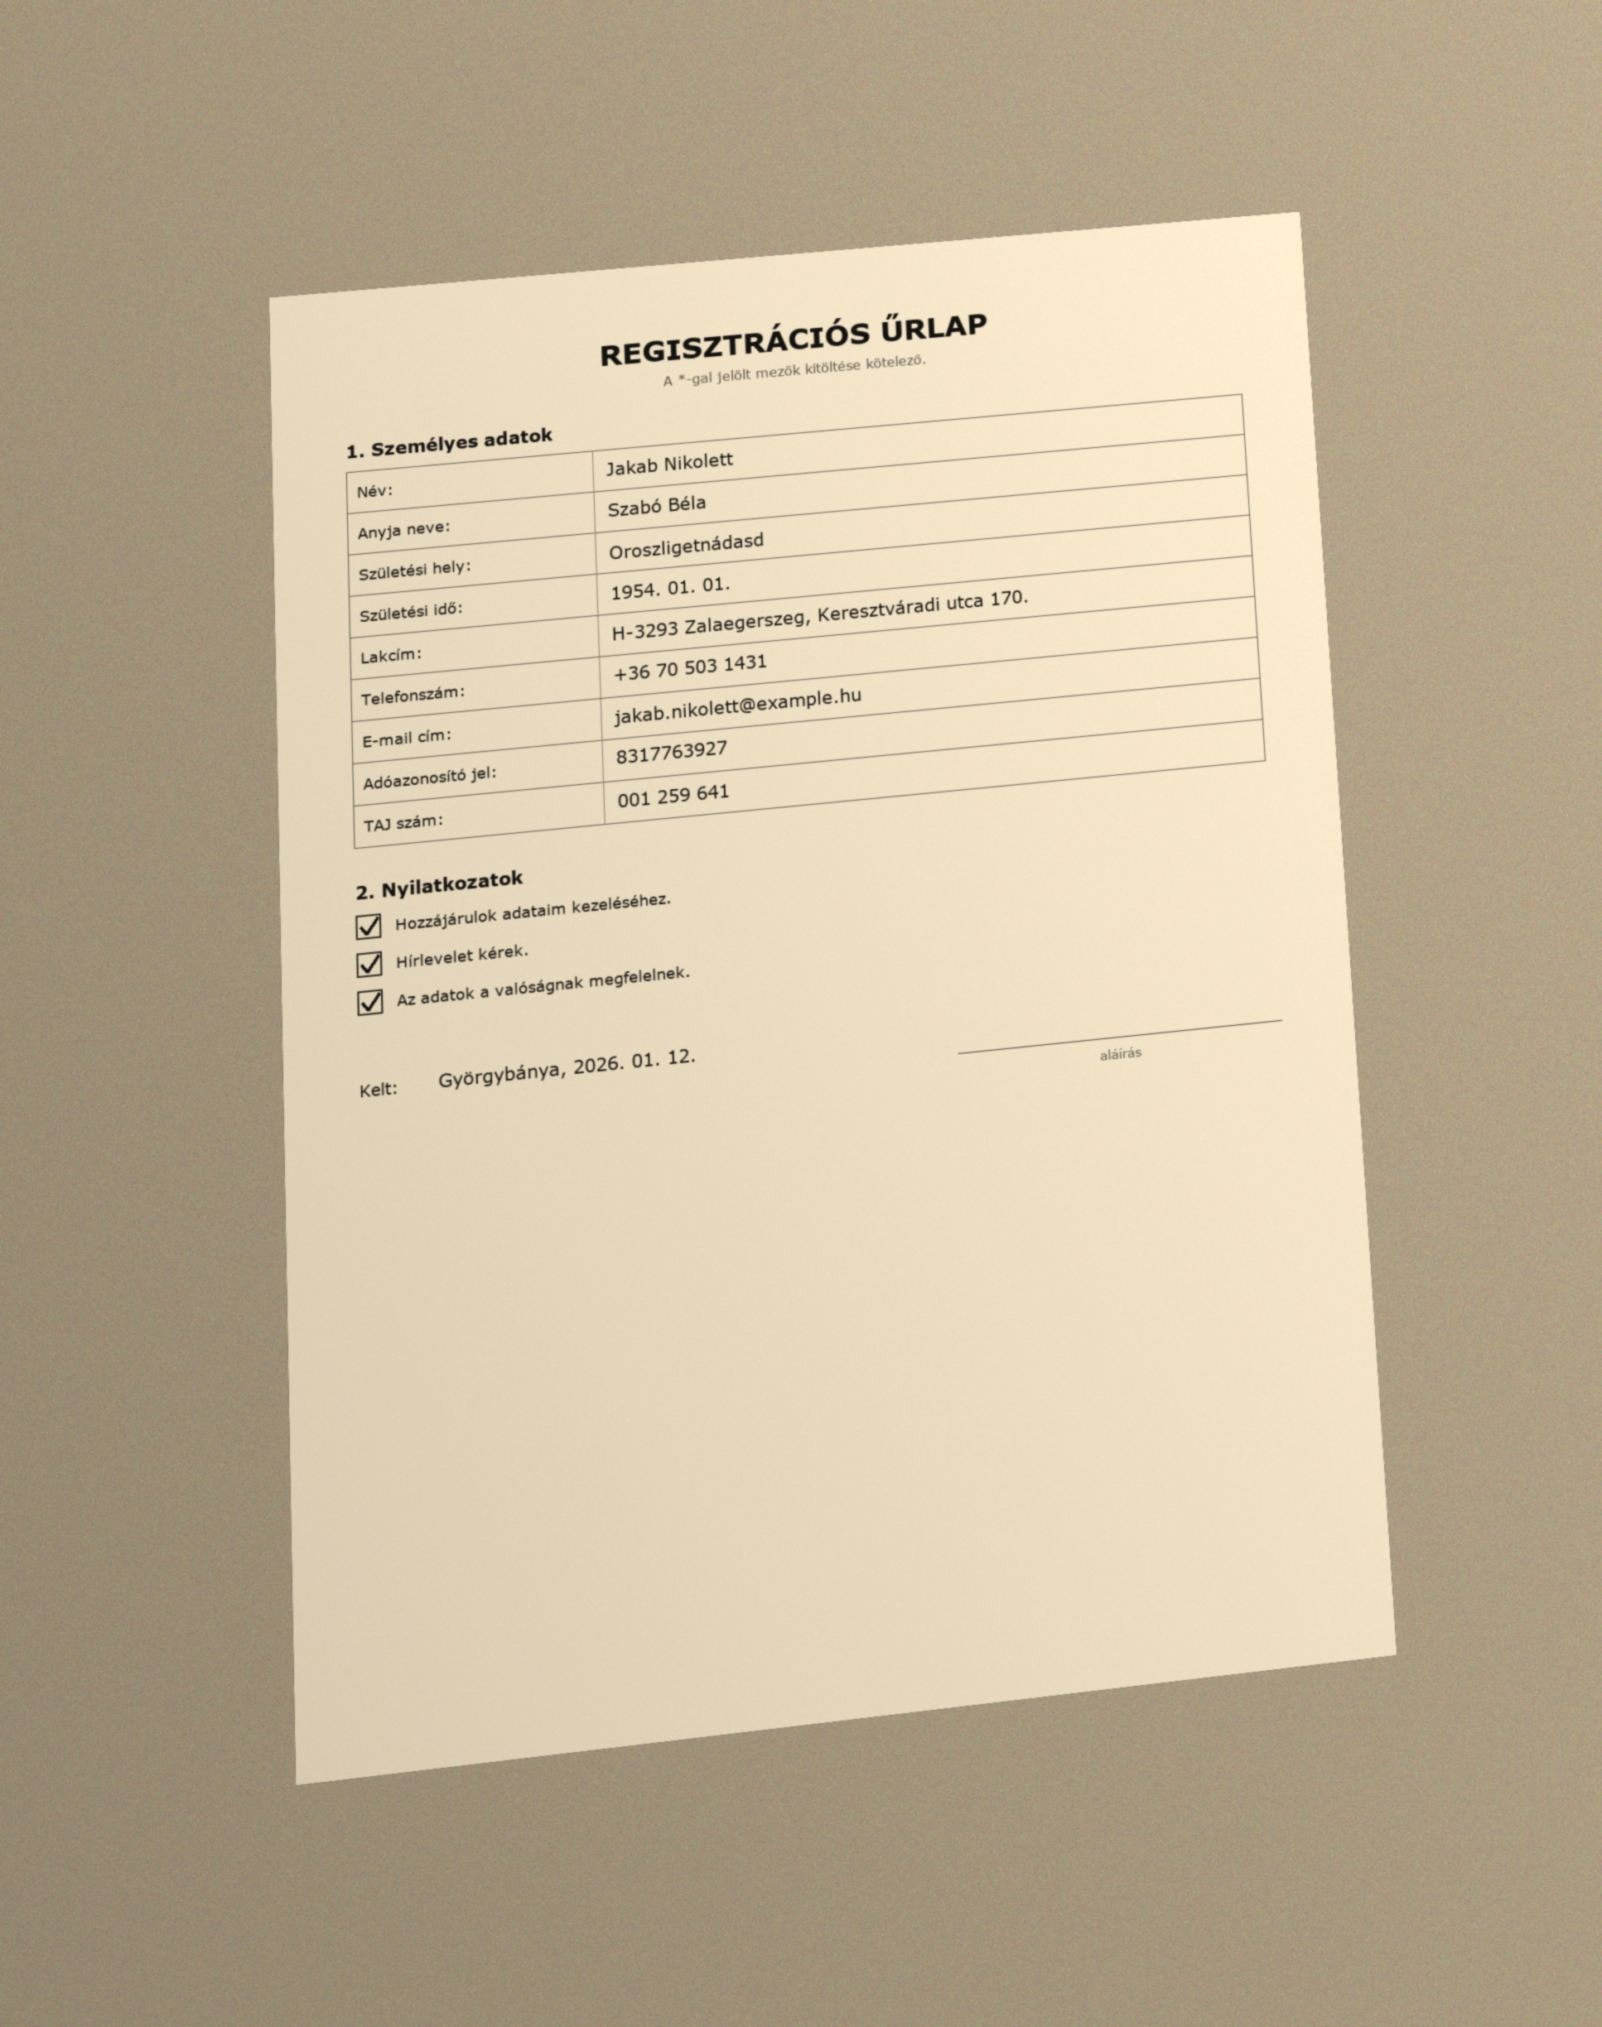 REGISZTRÁCIÓS ŰRLAP
A *-gal jelölt mezők kitöltése kötelező.
1. Személyes adatok
Név: Jakab Nikolett
Anyja neve: Szabó Béla
Születési hely: Oroszligetnádasd
Születési idő: 1954. 01. 01.
Lakcím: H-3293 Zalaegerszeg, Keresztváradi utca 170.
Telefonszám: +36 70 503 1431
E-mail cím: jakab.nikolett@example.hu
Adóazonosító jel: 8317763927
TAJ szám: 001 259 641
2. Nyilatkozatok
Hozzájárulok adataim kezeléséhez.
Hírlevelet kérek.
Az adatok a valóságnak megfelelnek.
Kelt: Györgybánya, 2026. 01. 12.
aláírás